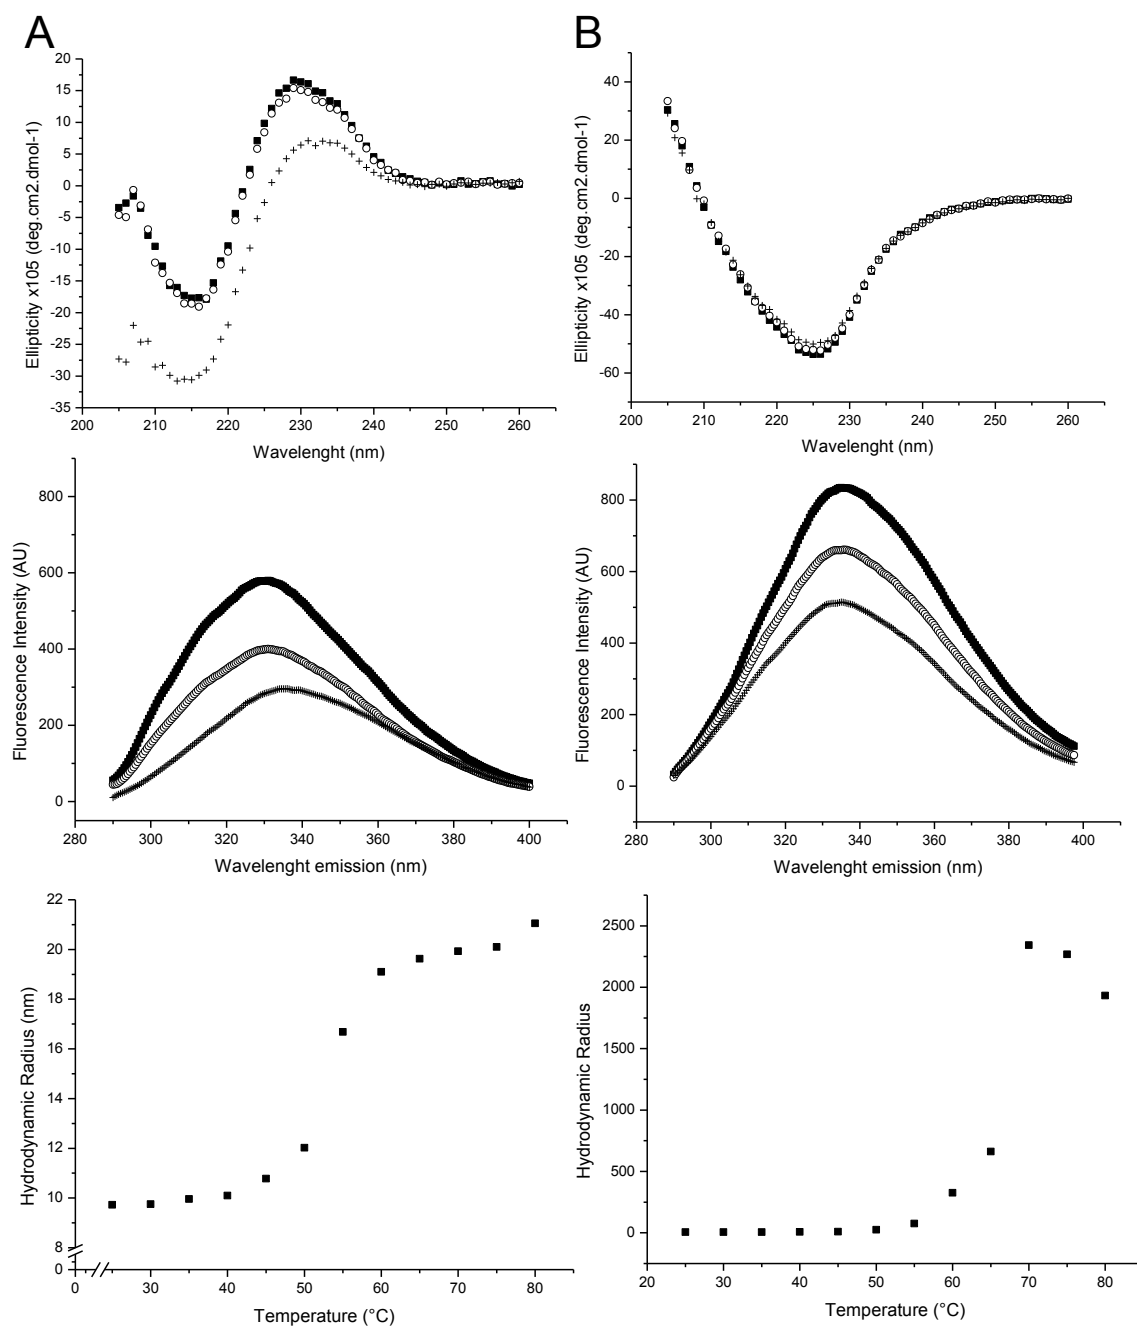 A
B
20
15
10
5
0
-5
-10
-15
-20
-25
-30
-35
Ellipticity x105 (deg.cm2.dmol-1)
200 210 220 230 240 250 260
Wavelenght (nm)
40
20
0
-20
-40
-60
Ellipticity x105 (deg.cm2.dmol-1)
200 210 220 230 240 250 260
Wavelenght (nm)
800
600
400
200
0
Fluorescence Intensity (AU)
280 300 320 340 360 380 400
Wavelenght emission (nm)
800
600
400
200
0
Fluorescence Intensity (AU)
280 300 320 340 360 380 400
Wavelenght emission (nm)
22
20
18
16
14
12
10
8
0
Hydrodynamic Radius (nm)
0 30 40 50 60 70 80
Temperature (°C)
2500
2000
1500
1000
500
0
Hydrodynamic Radius
20 30 40 50 60 70 80
Temperature (°C)